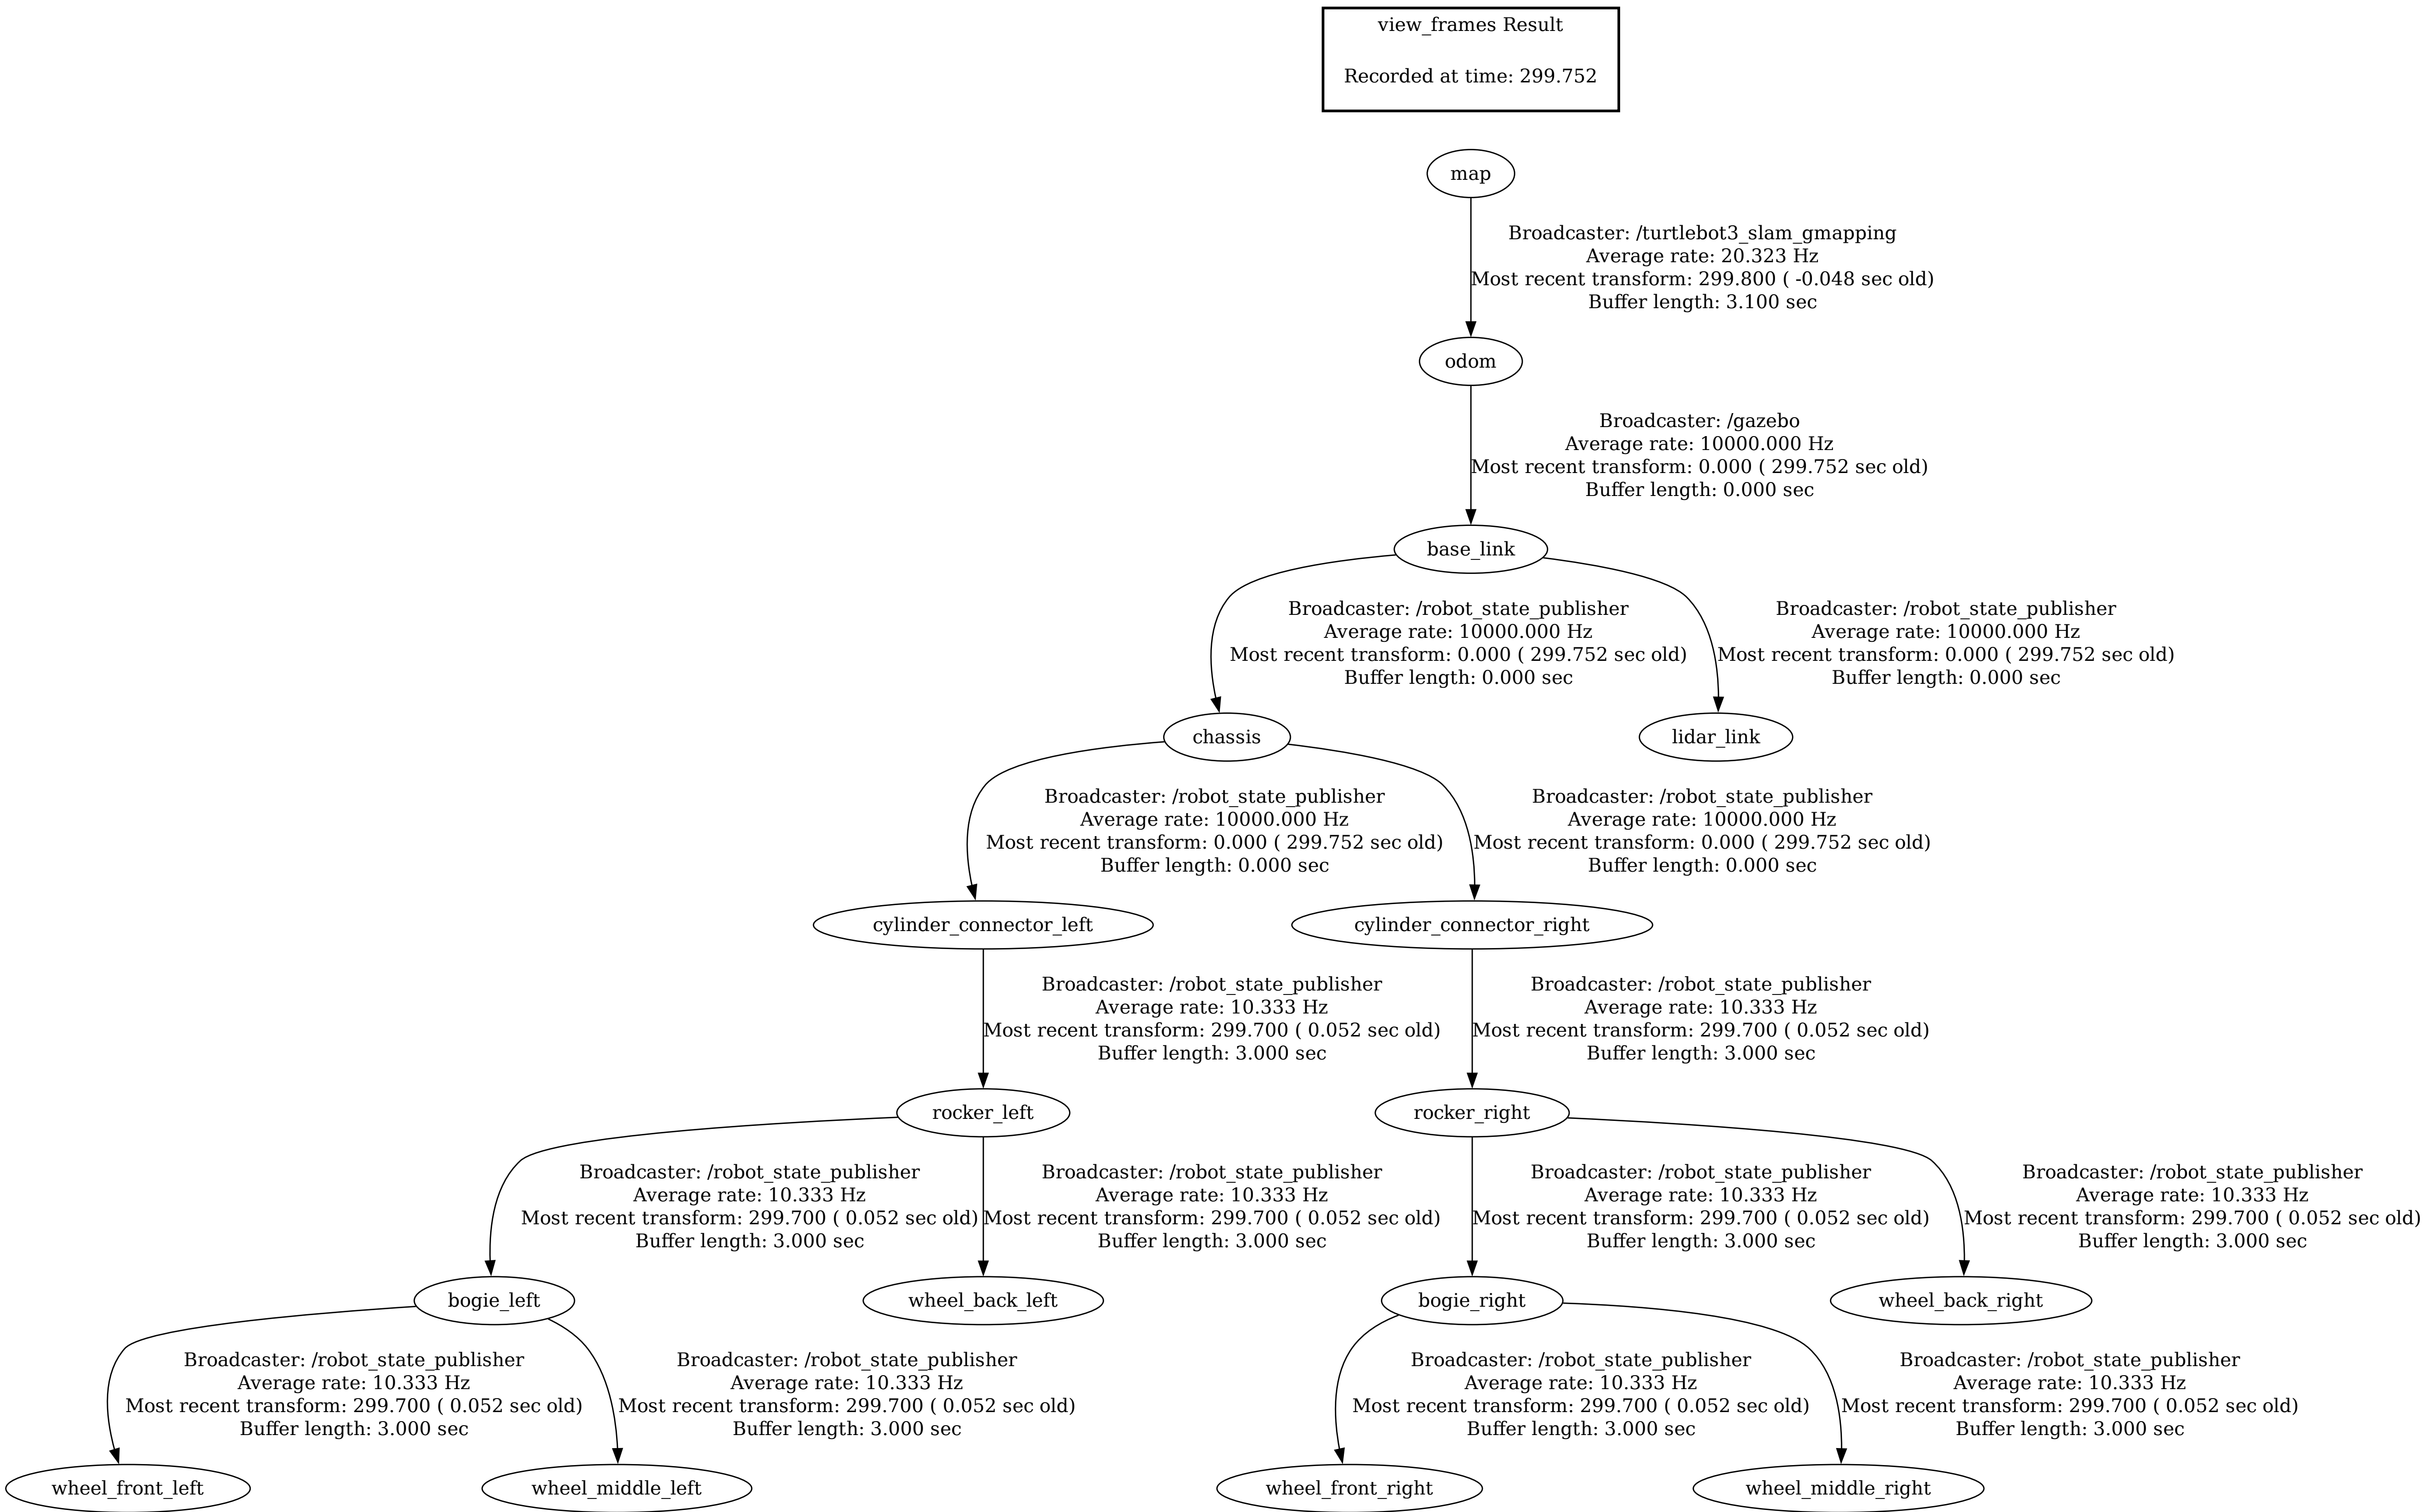 view_frames Result
Recorded at time: 299.752
map
Broadcaster: /turtlebot3_slam_gmapping
Average rate: 20.323 Hz
Most recent transform: 299.800 ( -0.048 sec old)
Buffer length: 3.100 sec
odom
Broadcaster: /gazebo
Average rate: 10000.000 Hz
Most recent transform: 0.000 ( 299.752 sec old)
Buffer length: 0.000 sec
base_link
Broadcaster: /robot_state_publisher
Average rate: 10000.000 Hz
Most recent transform: 0.000 ( 299.752 sec old)
Buffer length: 0.000 sec
Broadcaster: /robot_state_publisher
Average rate: 10000.000 Hz
Most recent transform: 0.000 ( 299.752 sec old)
Buffer length: 0.000 sec
chassis
lidar_link
Broadcaster: /robot_state_publisher
Average rate: 10000.000 Hz
Most recent transform: 0.000 ( 299.752 sec old)
Buffer length: 0.000 sec
Broadcaster: /robot_state_publisher
Average rate: 10000.000 Hz
Most recent transform: 0.000 ( 299.752 sec old)
Buffer length: 0.000 sec
cylinder_connector_left
cylinder_connector_right
Broadcaster: /robot_state_publisher
Average rate: 10.333 Hz
Most recent transform: 299.700 ( 0.052 sec old)
Buffer length: 3.000 sec
Broadcaster: /robot_state_publisher
Average rate: 10.333 Hz
Most recent transform: 299.700 ( 0.052 sec old)
Buffer length: 3.000 sec
rocker_left
rocker_right
Broadcaster: /robot_state_publisher
Average rate: 10.333 Hz
Most recent transform: 299.700 ( 0.052 sec old)
Buffer length: 3.000 sec
Broadcaster: /robot_state_publisher
Average rate: 10.333 Hz
Most recent transform: 299.700 ( 0.052 sec old)
Buffer length: 3.000 sec
Broadcaster: /robot_state_publisher
Average rate: 10.333 Hz
Most recent transform: 299.700 ( 0.052 sec old)
Buffer length: 3.000 sec
Broadcaster: /robot_state_publisher
Average rate: 10.333 Hz
Most recent transform: 299.700 ( 0.052 sec old)
Buffer length: 3.000 sec
bogie_left
wheel_back_left
bogie_right
wheel_back_right
Broadcaster: /robot_state_publisher
Average rate: 10.333 Hz
Most recent transform: 299.700 ( 0.052 sec old)
Buffer length: 3.000 sec
Broadcaster: /robot_state_publisher
Average rate: 10.333 Hz
Most recent transform: 299.700 ( 0.052 sec old)
Buffer length: 3.000 sec
Broadcaster: /robot_state_publisher
Average rate: 10.333 Hz
Most recent transform: 299.700 ( 0.052 sec old)
Buffer length: 3.000 sec
Broadcaster: /robot_state_publisher
Average rate: 10.333 Hz
Most recent transform: 299.700 ( 0.052 sec old)
Buffer length: 3.000 sec
wheel_front_left
wheel_middle_left
wheel_front_right
wheel_middle_right